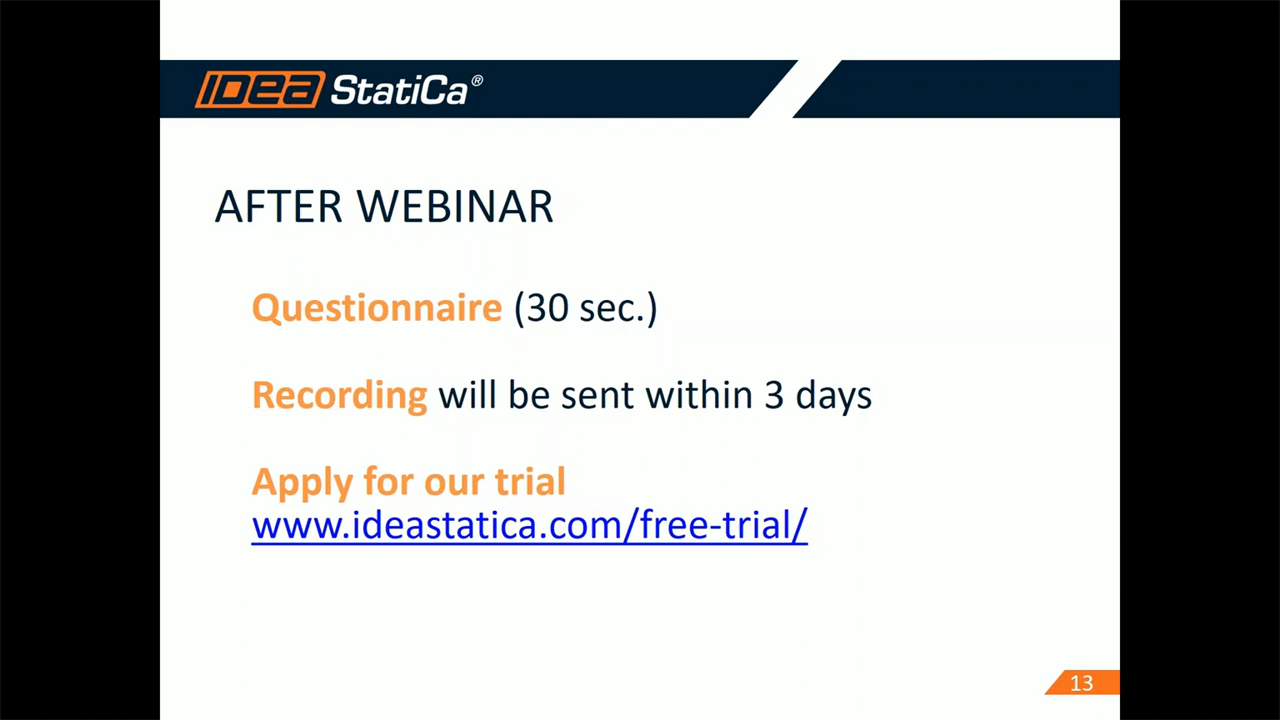 IDEA StatiCa®
AFTER WEBINAR
Questionnaire (30 sec.)
Recording will be sent within 3 days
Apply for our trial
www.ideastatica.com/free-trial/
13